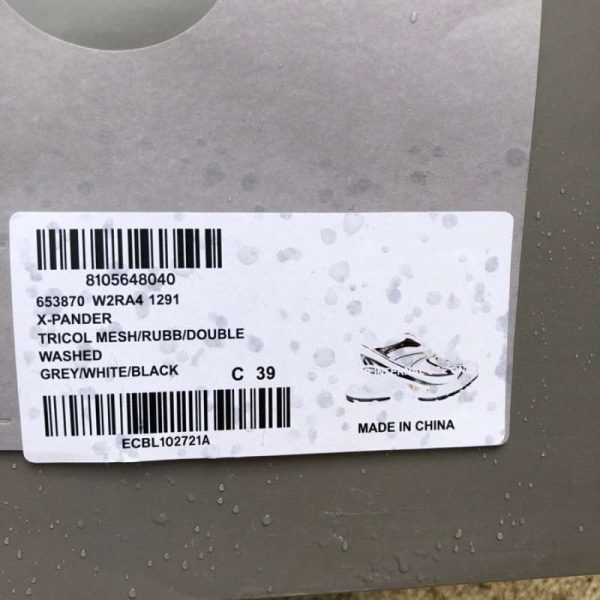 8105648040
653870 W2RA4 1291
X-PANDER
TRICOL MESH/RUBB/DOUBLE
WASHED
GREY/WHITE/BLACK C 39
ECBL102721A
MADE IN CHINA